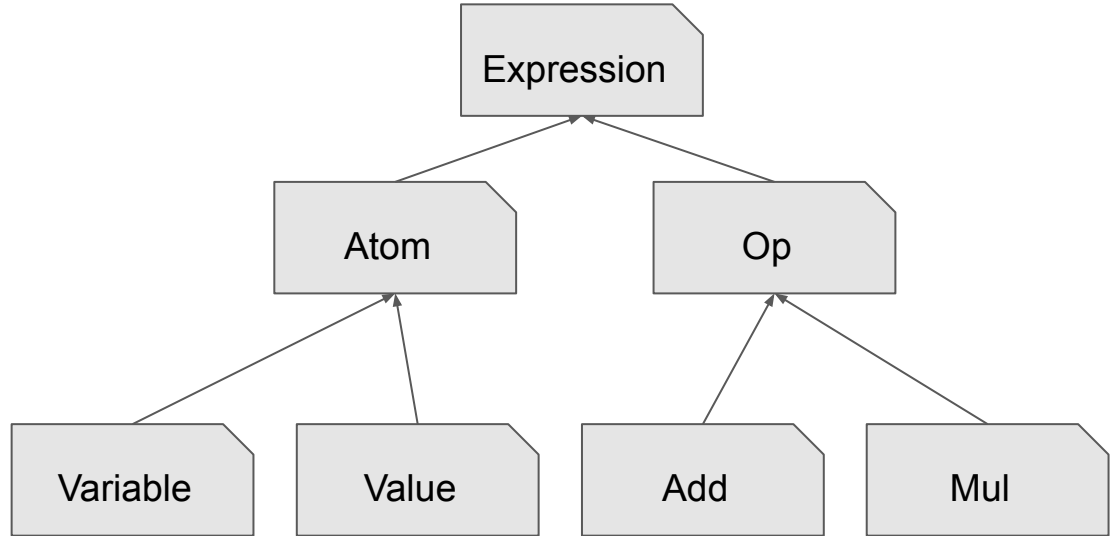 Expression
Atom
Op
Variable
Value
Add
Mul